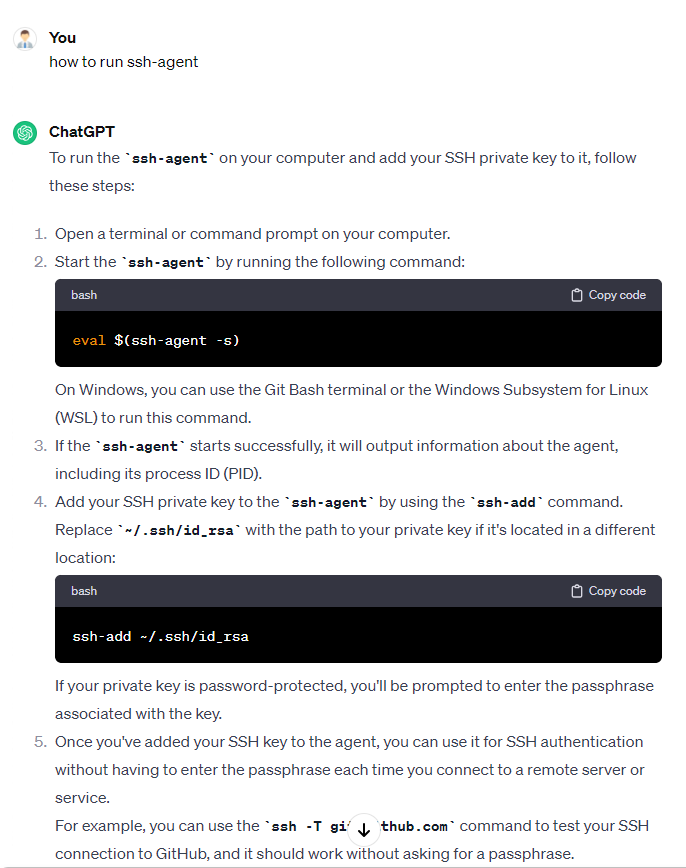 You
how to run ssh-agent
ChatGPT
To run the `ssh-agent` on your computer and add your SSH private key to it, follow
these steps:
1. Open a terminal or command prompt on your computer.
2. Start the `ssh-agent` by running the following command:
bash Copy code
eval $(ssh-agent -s)
On Windows, you can use the Git Bash terminal or the Windows Subsystem for Linux
(WSL) to run this command.
3. If the `ssh-agent` starts successfully, it will output information about the agent,
including its process ID (PID).
4. Add your SSH private key to the `ssh-agent` by using the `ssh-add` command.
Replace `~/.ssh/id_rsa` with the path to your private key if it's located in a different
location:
bash Copy code
ssh-add ~/.ssh/id_rsa
If your private key is password-protected, you'll be prompted to enter the passphrase
associated with the key.
5. Once you've added your SSH key to the agent, you can use it for SSH authentication
without having to enter the passphrase each time you connect to a remote server or
service.
For example, you can use the `ssh -T gi thub.com` command to test your SSH
connection to GitHub, and it should work without asking for a passphrase.